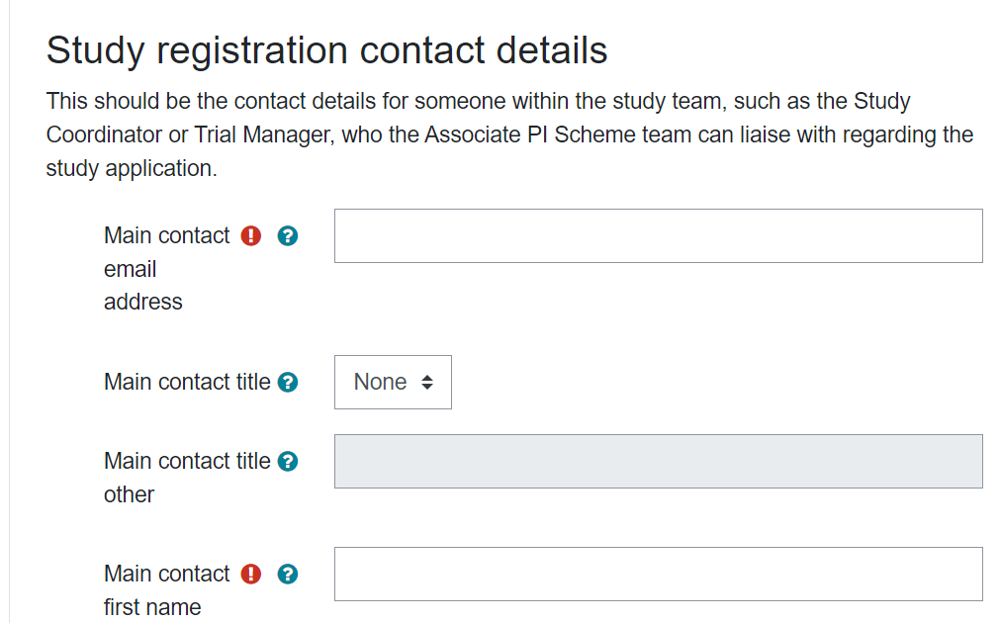 Study registration contact details
This should be the contact details for someone within the study team, such as the Study
Coordinator or Trial Manager, who the Associate PI Scheme team can liaise with regarding the
study application.
Main contact ! ?
email
address
Main contact title ?
None
Main contact title ?
other
Main contact ! ?
first name